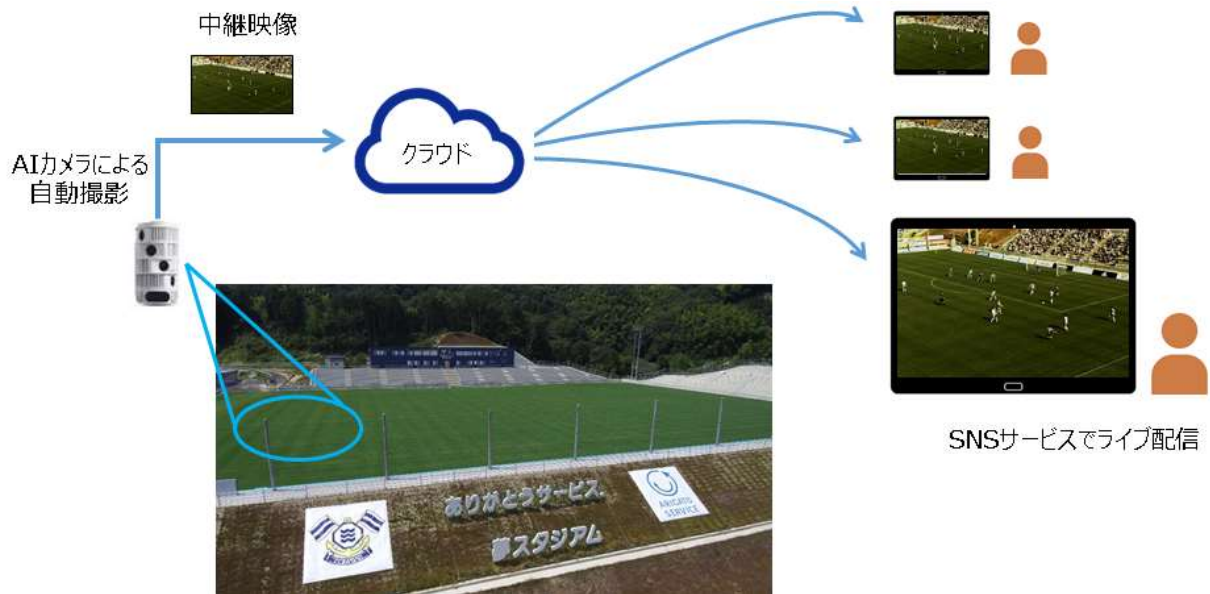 中継映像
クラウド
AIカメラによる
自動撮影
SNSサービスでライブ配信
ありがとうサービス.
夢スタジアム
ARIGATO
SERVICE